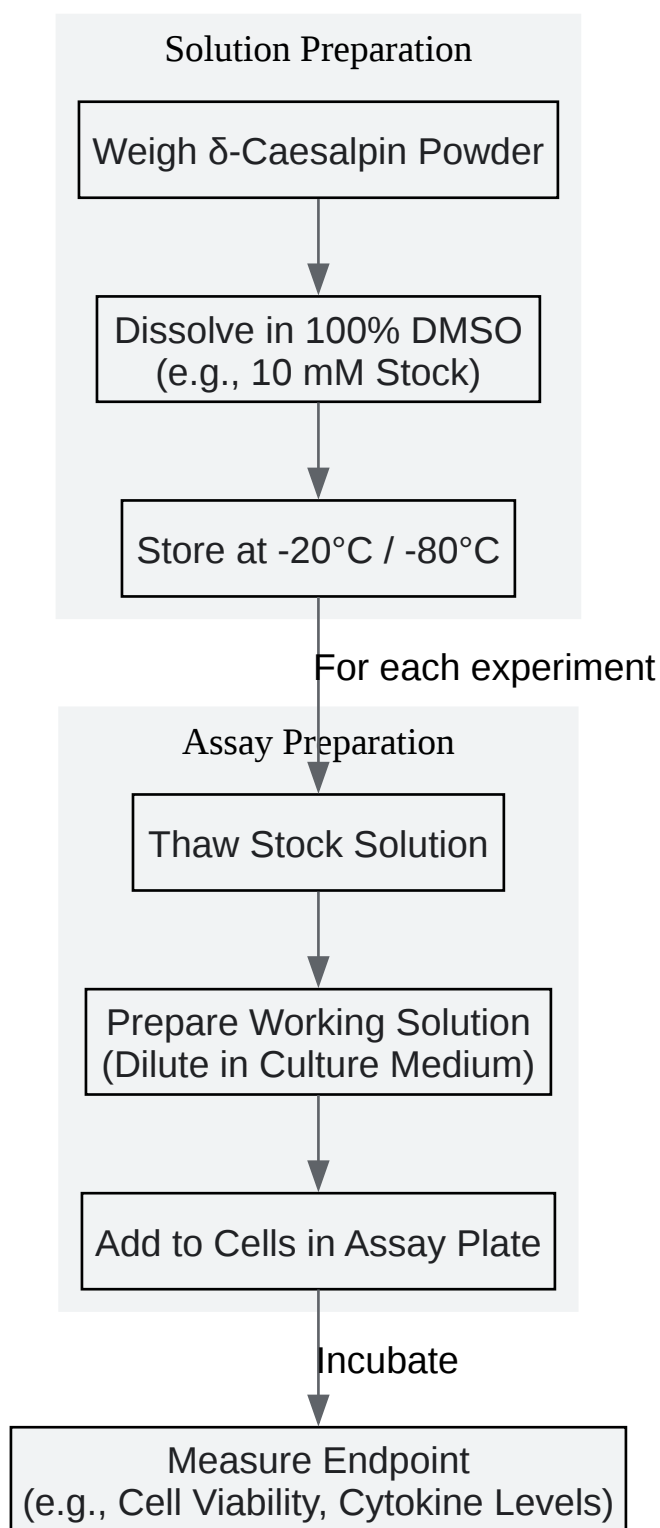 Solution Preparation
Weigh δ-Caesalpin Powder
Dissolve in 100% DMSO
(e.g., 10 mM Stock)
Store at -20°C / -80°C
For each experiment
Assay Preparation
Thaw Stock Solution
Prepare Working Solution
(Dilute in Culture Medium)
Add to Cells in Assay Plate
Incubate
Measure Endpoint
(e.g., Cell Viability, Cytokine Levels)